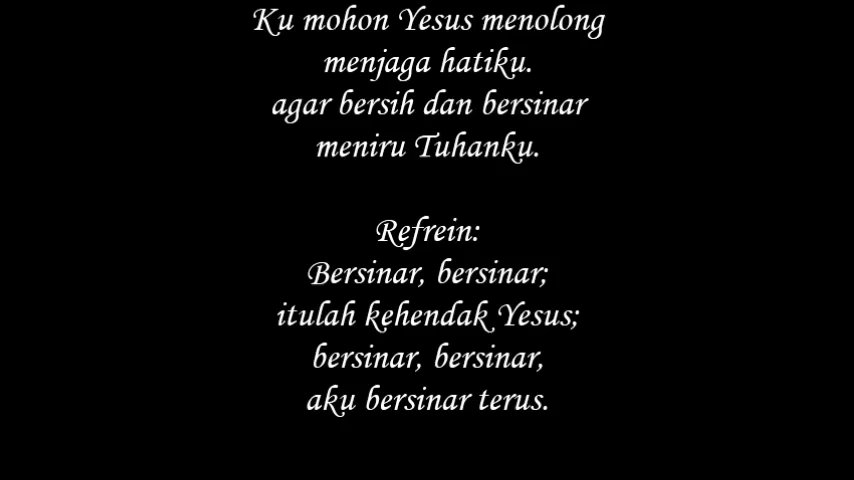 Ku mohon Yesus menolong
menjaga hatiku.
agar bersih dan bersinar
meniru Tuhanku.
Refrein:
Bersinar, bersinar;
itulah kehendak Yesus;
bersinar, bersinar,
aku bersinar terus.